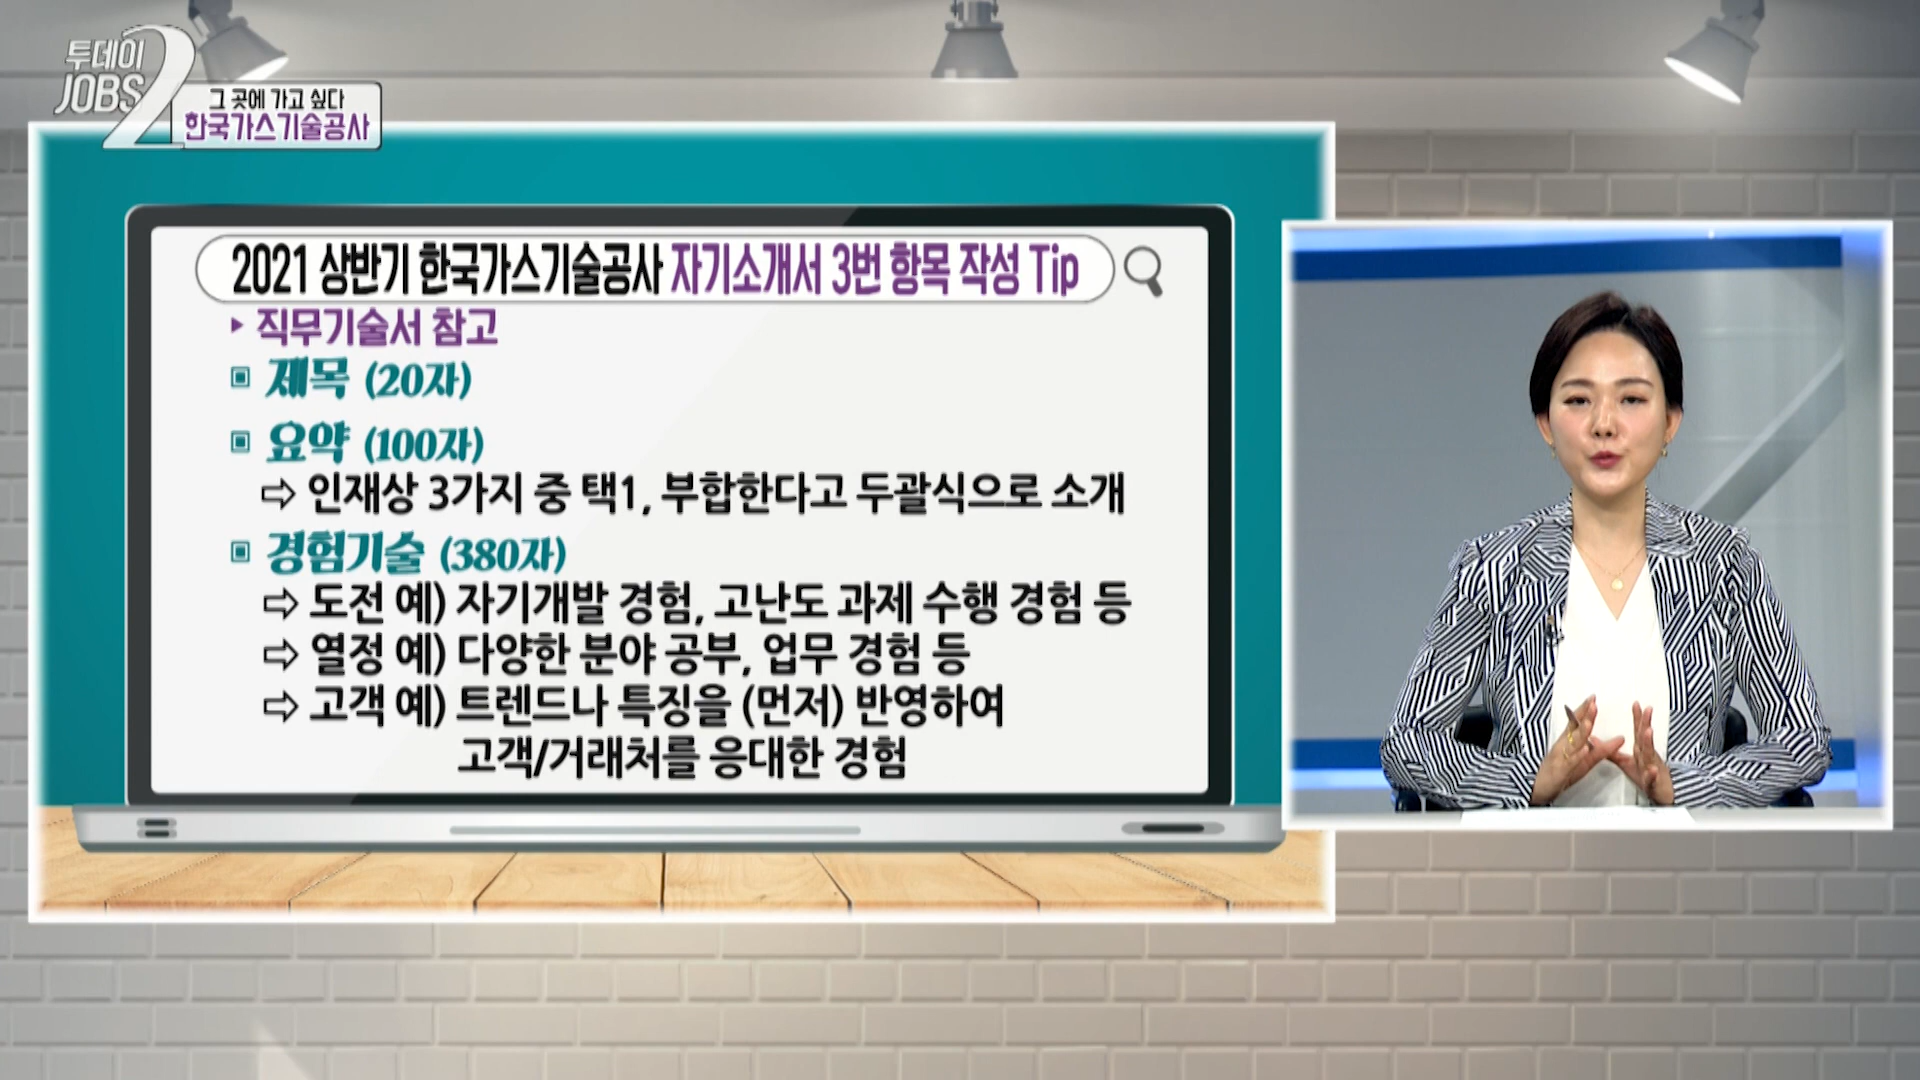 투데이
JOBS 2
그 곳에 가고 싶다
한국가스기술공사
2021 상반기 한국가스기술공사 자기소개서 3번 항목 작성 Tip
▸ 직무기술서 참고
▣ 제목 (20자)
▣ 요약 (100자)
⇨ 인재상 3가지 중 택1, 부합한다고 두괄식으로 소개
▣ 경험기술 (380자)
⇨ 도전 예) 자기개발 경험, 고난도 과제 수행 경험 등
⇨ 열정 예) 다양한 분야 공부, 업무 경험 등
⇨ 고객 예) 트렌드나 특징을 (먼저) 반영하여
고객/거래처를 응대한 경험